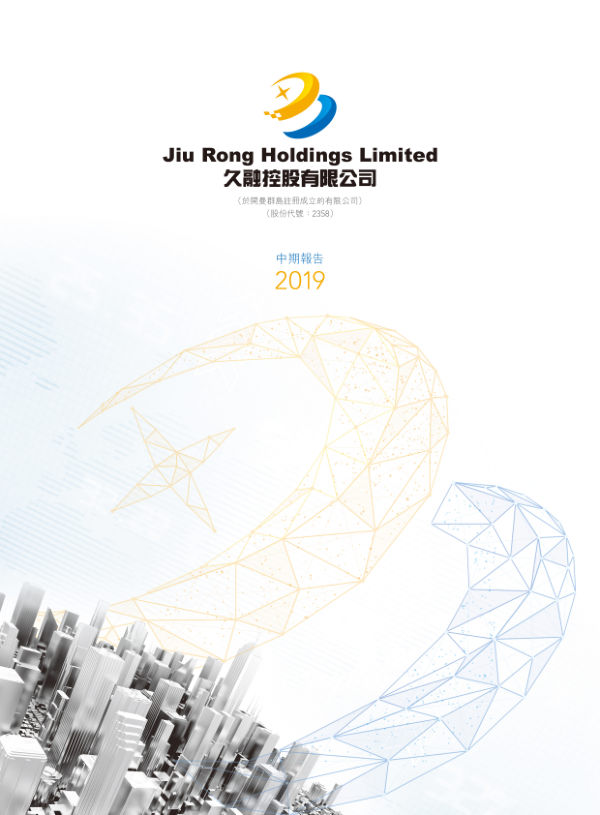 Jiu Rong Holdings Limited
久融控股有限公司
（於開曼群島註冊成立的有限公司）
（股份代號：2358）
中期報告
2019